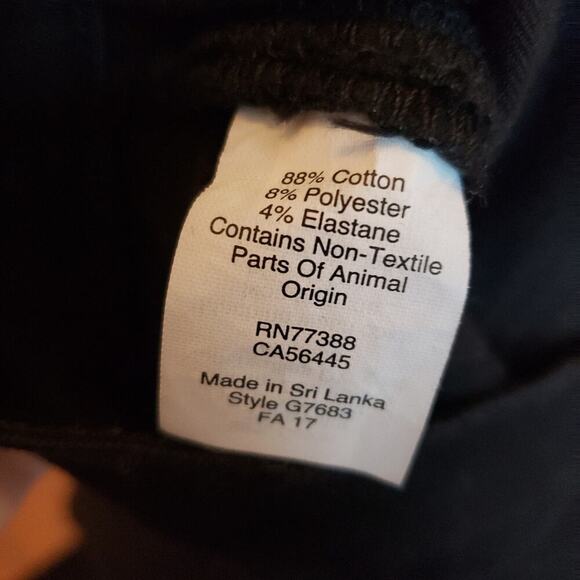 88% Cotton
8% Polyester
4% Elastane
Contains Non-Textile
Parts Of Animal
Origin
RN77388
CA56445
Made in Sri Lanka
Style G7683
FA 17